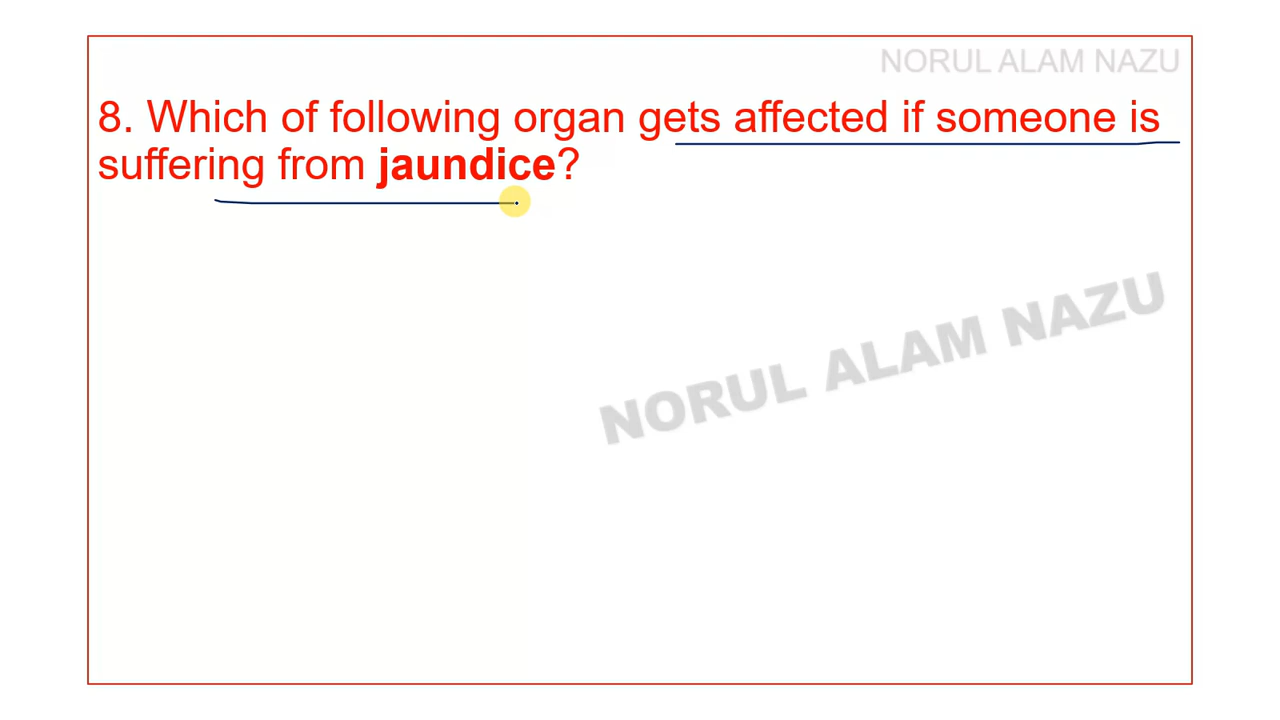 NORUL ALAM NAZU
8. Which of following organ gets affected if someone is
suffering from jaundice?
NORUL ALAM NAZU